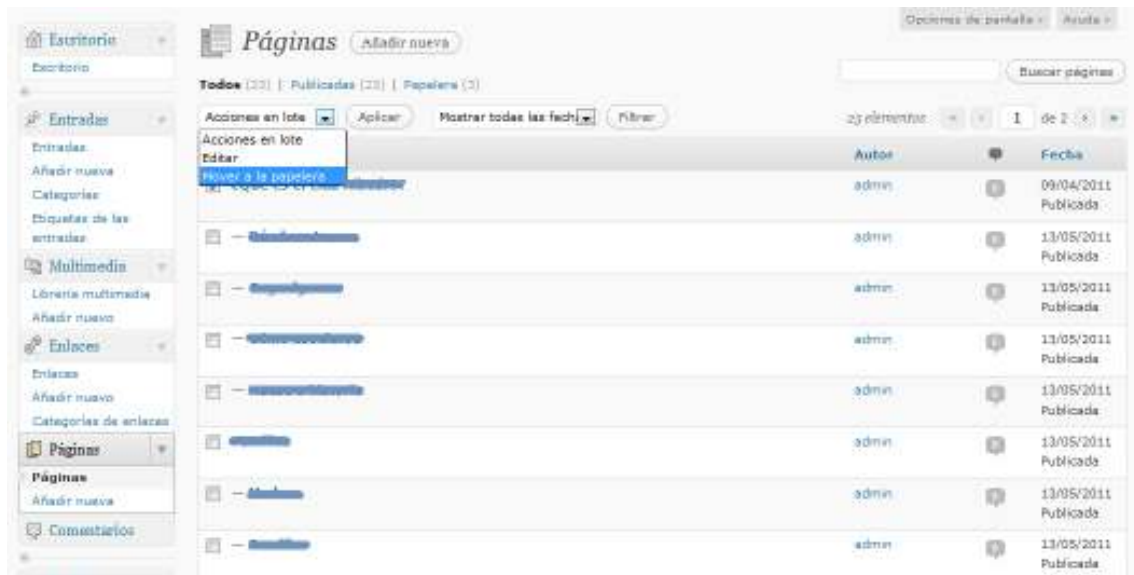 Opciones de pantalla Ayuda
Escritorio
Escritorio
Páginas Añadir nueva
Buscar páginas
Todos (23) | Publicadas (23) | Papelera (3)
Entradas
Entradas
Añadir nueva
Categorías
Etiquetas de las
entradas
Multimedia
Librería multimedia
Añadir nuevo
Enlaces
Enlaces
Añadir nuevo
Categorías de enlaces
Páginas
Páginas
Añadir nueva
Comentarios
Acciones en lote Aplicar Mostrar todas las fech Filtrar 23 elementos « ‹ 1 de 2 › »
Acciones en lote
Editar
Mover a la papelera
Autor Fecha
admin 09/04/2011
Publicada
admin 13/05/2011
Publicada
admin 13/05/2011
Publicada
admin 13/05/2011
Publicada
admin 13/05/2011
Publicada
admin 13/05/2011
Publicada
admin 13/05/2011
Publicada
admin 13/05/2011
Publicada